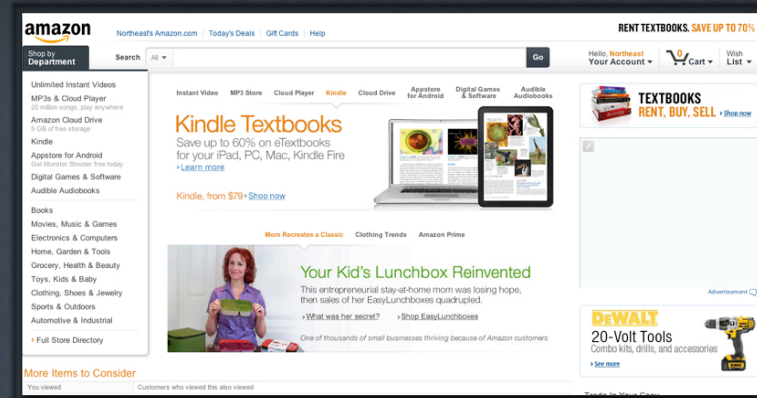 amazon
Northeast's Amazon.com | Today's Deals | Gift Cards | Help
RENT TEXTBOOKS. SAVE UP TO 70%
Shop by
Department
Search
All
Go
Hello, Northeast
Your Account
0
Cart
Wish
List
Unlimited Instant Videos
MP3s & Cloud Player
20 million songs, play anywhere
Amazon Cloud Drive
5 GB of free storage
Kindle
Appstore for Android
Get Monster Shooter free today
Digital Games & Software
Audible Audiobooks
Books
Movies, Music & Games
Electronics & Computers
Home, Garden & Tools
Grocery, Health & Beauty
Toys, Kids & Baby
Clothing, Shoes & Jewelry
Sports & Outdoors
Automotive & Industrial
› Full Store Directory
Instant Video
MP3 Store
Cloud Player
Kindle
Cloud Drive
Appstore
for Android
Digital Games
& Software
Audible
Audiobooks
Kindle Textbooks
Save up to 60% on eTextbooks
for your iPad, PC, Mac, Kindle Fire
› Learn more
Kindle, from $79 › Shop now
Mom Recreates a Classic
Clothing Trends
Amazon Prime
Your Kid's Lunchbox Reinvented
This entrepreneurial stay-at-home mom was losing hope,
then sales of her EasyLunchboxes quadrupled.
› What was her secret?
› Shop EasyLunchboxes
One of thousands of small businesses thriving because of Amazon customers
TEXTBOOKS
RENT, BUY, SELL › Shop now
Advertisement
DEWALT
20-Volt Tools
Combo kits, drills, and accessories
› See more
More Items to Consider
You viewed
Customers who viewed this also viewed